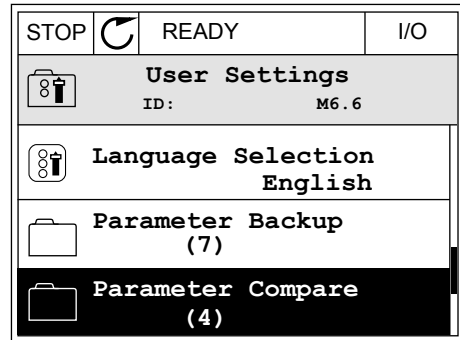 STOP READY I/O
User Settings
ID: M6.6
Language Selection
English
Parameter Backup
(7)
Parameter Compare
(4)